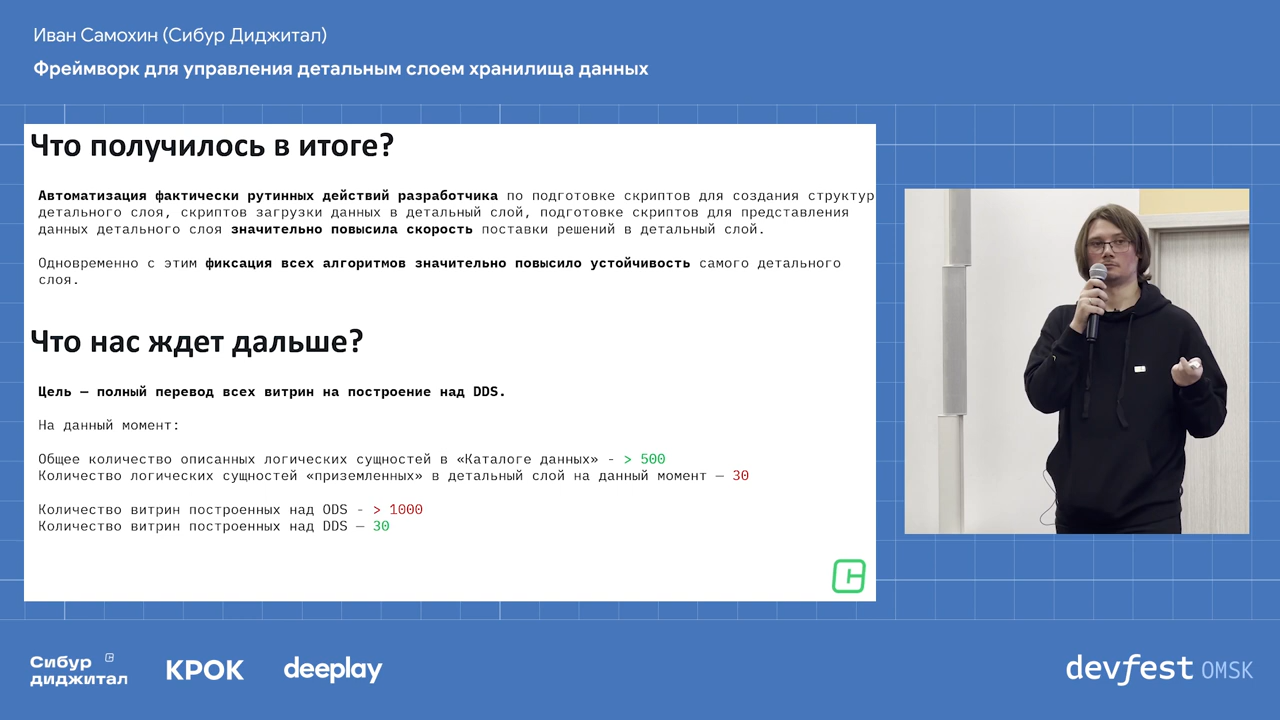 Иван Самохин (Сибур Диджитал)
Фреймворк для управления детальным слоем хранилища данных
Что получилось в итоге?
Автоматизация фактически рутинных действий разработчика по подготовке скриптов для создания структур
детального слоя, скриптов загрузки данных в детальный слой, подготовке скриптов для представления
данных детального слоя значительно повысила скорость поставки решений в детальный слой.
Одновременно с этим фиксация всех алгоритмов значительно повысило устойчивость самого детального
слоя.
Что нас ждет дальше?
Цель – полный перевод всех витрин на построение над DDS.
На данный момент:
Общее количество описанных логических сущностей в «Каталоге данных» - > 500
Количество логических сущностей «приземленных» в детальный слой на данный момент – 30
Количество витрин построенных над ODS - > 1000
Количество витрин построенных над DDS – 30
Сибур
диджитал
КРОК
deeplay
devfest OMSK